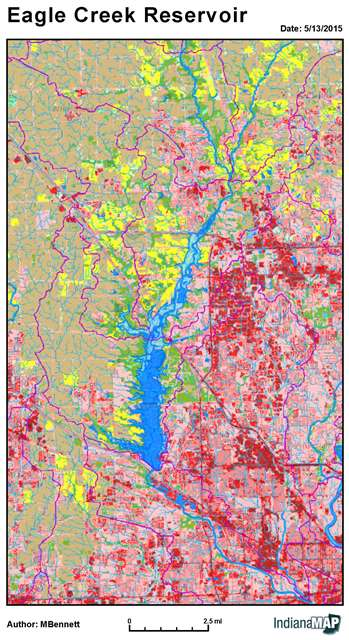 Eagle Creek Reservoir
Date: 5/13/2015
Author: MBennett
0 2.5 mi
IndianaMAP